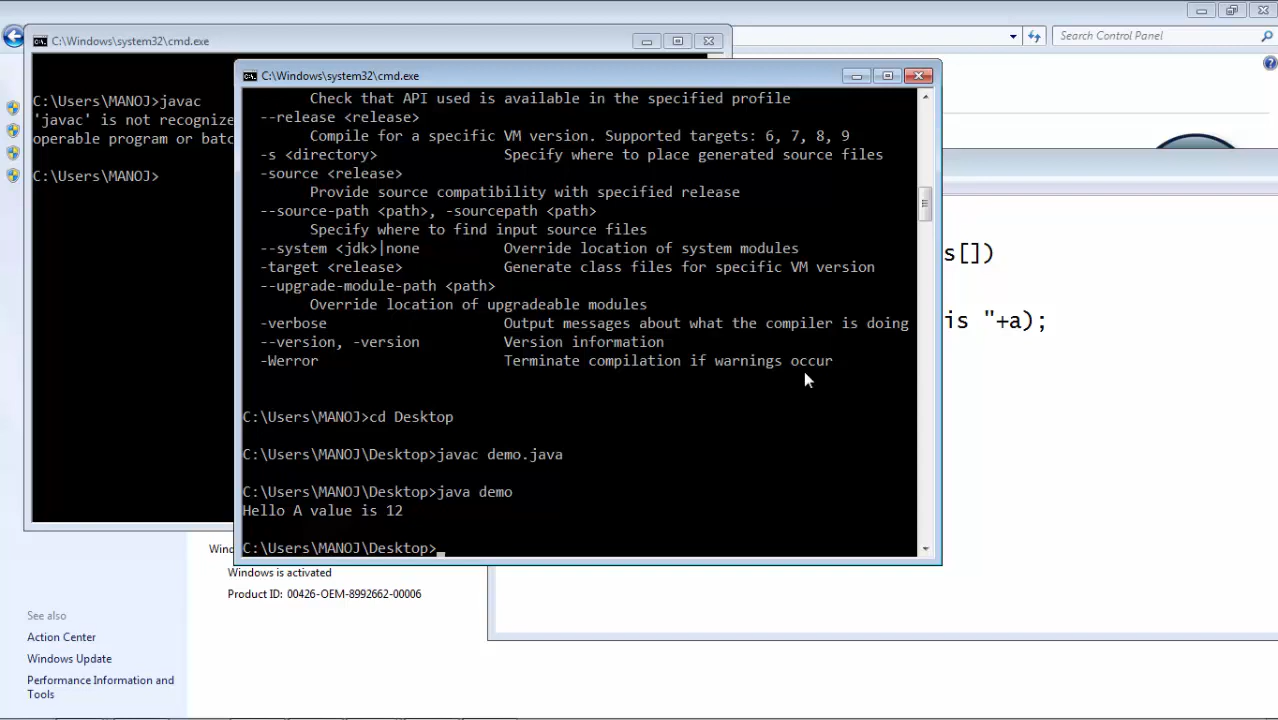 C:\Windows\system32\cmd.exe
Search Control Panel
C:\Users\MANOJ>javac
'javac' is not recognize
operable program or batc
C:\Users\MANOJ>
C:\Windows\system32\cmd.exe
Check that API used is available in the specified profile
--release <release>
Compile for a specific VM version. Supported targets: 6, 7, 8, 9
-s <directory> Specify where to place generated source files
-source <release>
Provide source compatibility with specified release
--source-path <path>, -sourcepath <path>
Specify where to find input source files
--system <jdk>|none Override location of system modules
-target <release> Generate class files for specific VM version
--upgrade-module-path <path>
Override location of upgradeable modules
-verbose Output messages about what the compiler is doing
--version, -version Version information
-Werror Terminate compilation if warnings occur
C:\Users\MANOJ>cd Desktop
C:\Users\MANOJ\Desktop>javac demo.java
C:\Users\MANOJ\Desktop>java demo
Hello A value is 12
C:\Users\MANOJ\Desktop>
s[])
is "+a);
Wind
Windows is activated
Product ID: 00426-OEM-8992662-00006
See also
Action Center
Windows Update
Performance Information and
Tools